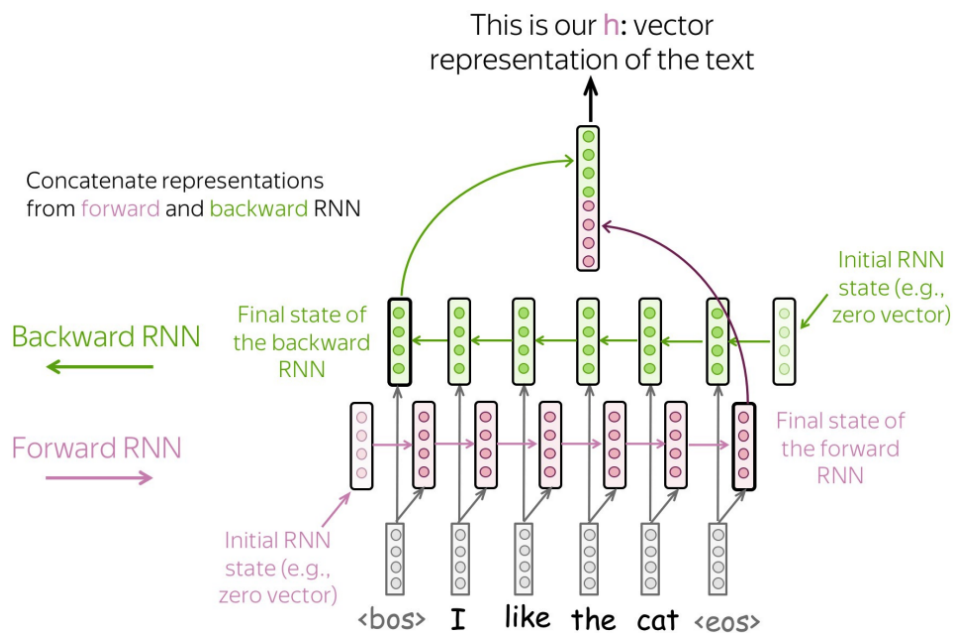 This is our h: vector
representation of the text
Concatenate representations
from forward and backward RNN
Initial RNN
state (e.g.,
zero vector)
Final state of
the backward
RNN
Backward RNN
Forward RNN
Final state of
the forward
RNN
Initial RNN
state (e.g.,
zero vector)
<bos> I like the cat <eos>